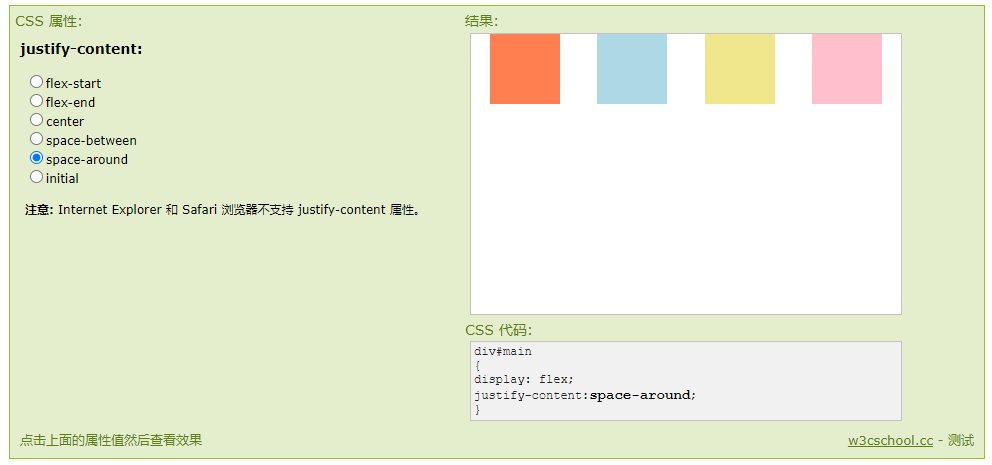 CSS 属性:
justify-content:
flex-start
flex-end
center
space-between
space-around
initial
注意: Internet Explorer 和 Safari 浏览器不支持 justify-content 属性。
结果:
CSS 代码:
div#main
{
display: flex;
justify-content:space-around;
}
点击上面的属性值然后查看效果
w3cschool.cc - 测试